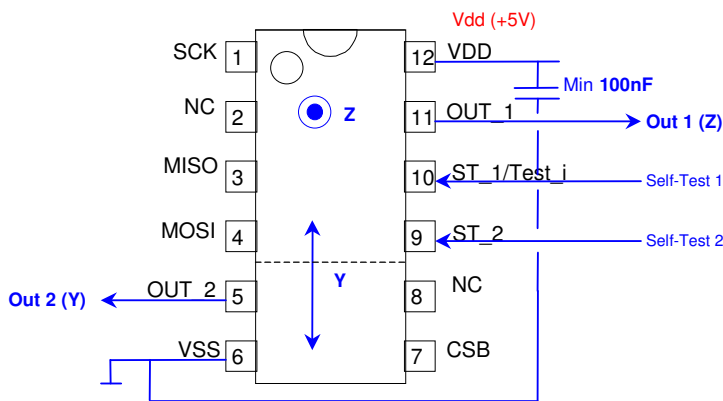 Vdd (+5V)
SCK 1 12 VDD
Min 100nF
NC 2 Z 11 OUT_1 Out 1 (Z)
MISO 3 10 ST_1/Test_i Self-Test 1
MOSI 4 9 ST_2 Self-Test 2
Out 2 (Y) OUT_2 5 Y 8 NC
VSS 6 7 CSB